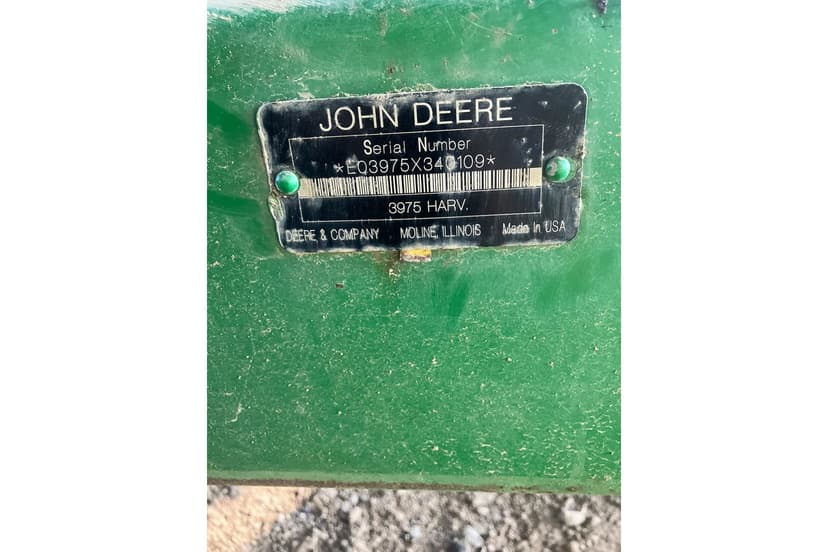 JOHN DEERE
Serial Number
*E03975X340109*
3975 HARV.
DEERE & COMPANY MOLINE, ILLINOIS Made in USA